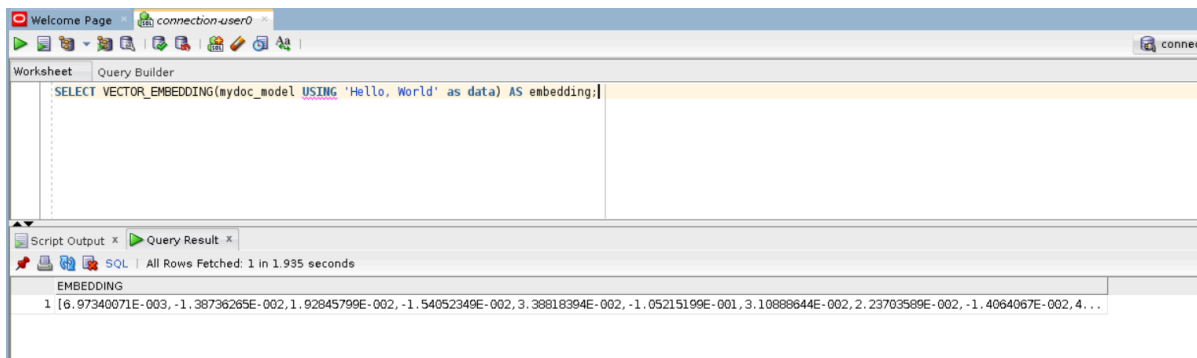 Welcome Page × connection-user0 ×
connec
Worksheet Query Builder
SELECT VECTOR_EMBEDDING(mydoc_model USING 'Hello, World' as data) AS embedding;
Script Output × Query Result ×
SQL | All Rows Fetched: 1 in 1.935 seconds
EMBEDDING
1 [6.97340071E-003,-1.38736265E-002,1.92845799E-002,-1.54052349E-002,3.38818394E-002,-1.05215199E-001,3.10888644E-002,2.23703589E-002,-1.4064067E-002,4...